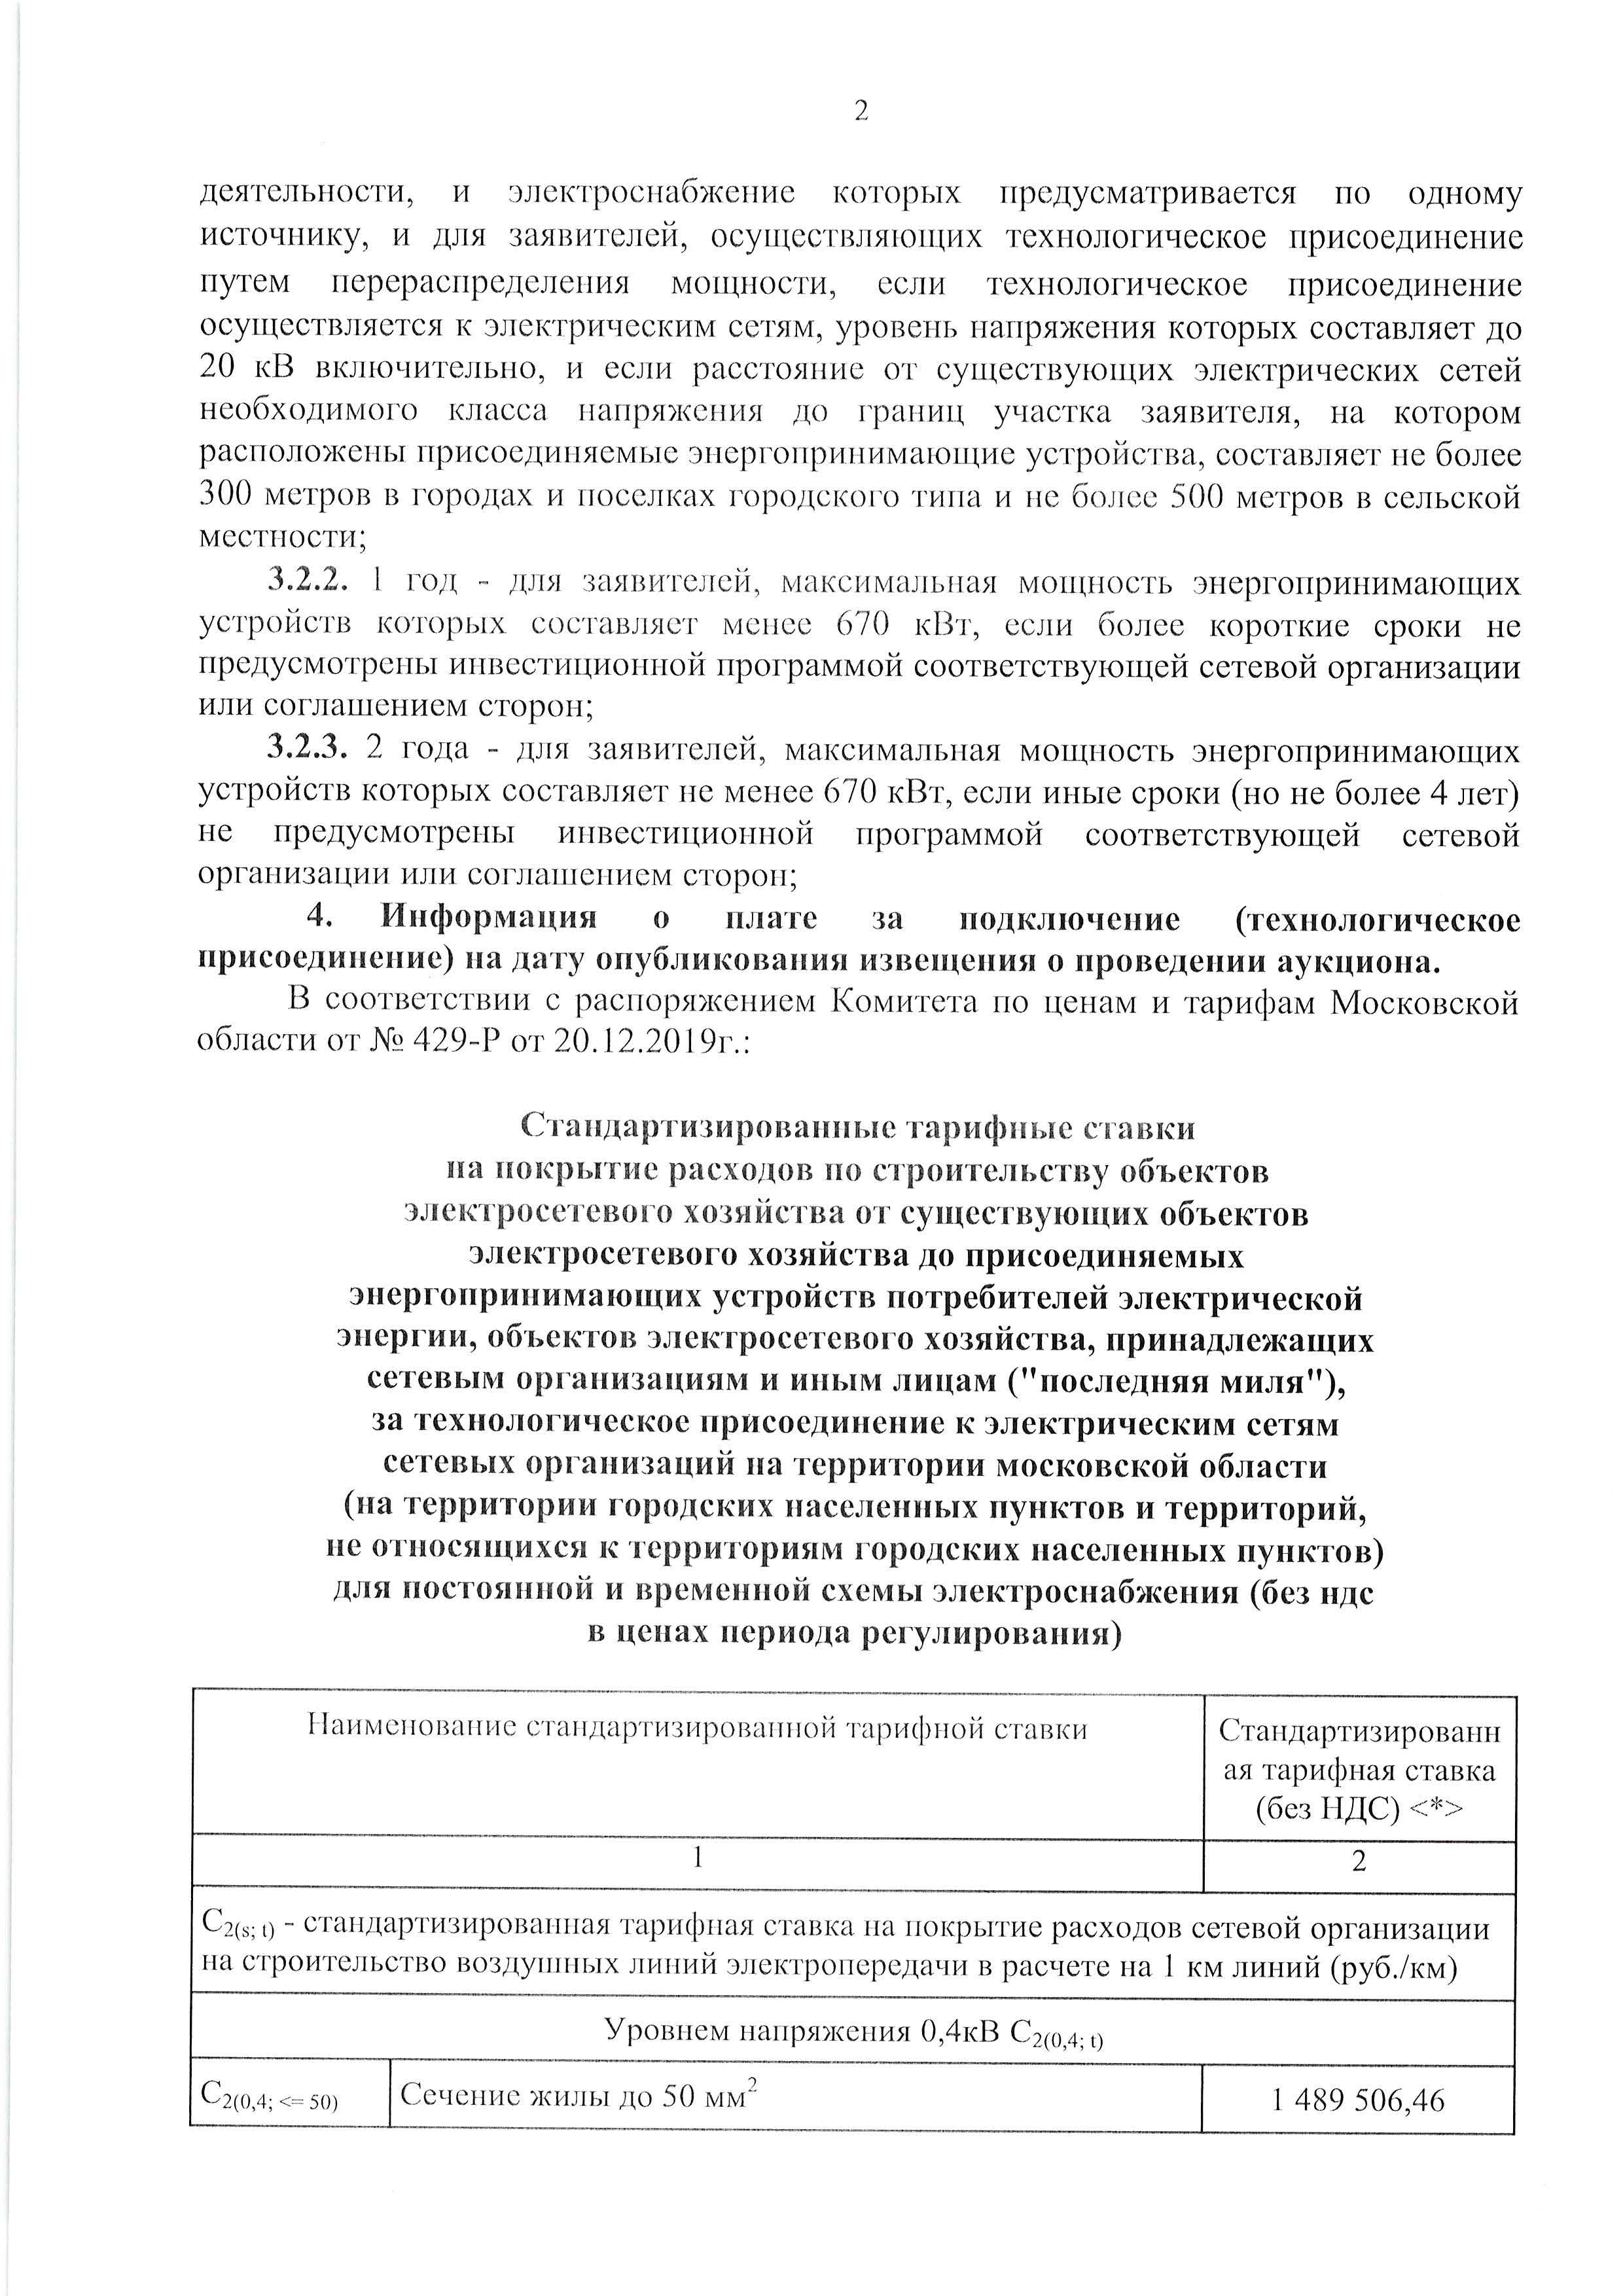 2
деятельности, и электроснабжение которых предусматривается по одному
источнику, и для заявителей, осуществляющих технологическое присоединение
путем перераспределения мощности, если технологическое присоединение
осуществляется к электрическим сетям, уровень напряжения которых составляет до
20 кВ включительно, и если расстояние от существующих электрических сетей
необходимого класса напряжения до границ участка заявителя, на котором
расположены присоединяемые энергопринимающие устройства, составляет не более
300 метров в городах и поселках городского типа и не более 500 метров в сельской
местности;
3.2.2. 1 год - для заявителей, максимальная мощность энергопринимающих
устройств которых составляет менее 670 кВт, если более короткие сроки не
предусмотрены инвестиционной программой соответствующей сетевой организации
или соглашением сторон;
3.2.3. 2 года - для заявителей, максимальная мощность энергопринимающих
устройств которых составляет не менее 670 кВт, если иные сроки (но не более 4 лет)
не предусмотрены инвестиционной программой соответствующей сетевой
организации или соглашением сторон;
4. Информация о плате за подключение (технологическое
присоединение) на дату опубликования извещения о проведении аукциона.
В соответствии с распоряжением Комитета по ценам и тарифам Московской
области от № 429-Р от 20.12.2019г.:
Стандартизированные тарифные ставки
на покрытие расходов по строительству объектов
электросетевого хозяйства от существующих объектов
электросетевого хозяйства до присоединяемых
энергопринимающих устройств потребителей электрической
энергии, объектов электросетевого хозяйства, принадлежащих
сетевым организациям и иным лицам ("последняя миля"),
за технологическое присоединение к электрическим сетям
сетевых организаций на территории московской области
(на территории городских населенных пунктов и территорий,
не относящихся к территориям городских населенных пунктов)
для постоянной и временной схемы электроснабжения (без ндс
в ценах периода регулирования)
Наименование стандартизированной тарифной ставки
Стандартизированн
ая тарифная ставка
(без НДС) <*>
1
2
C2(s; t) - стандартизированная тарифная ставка на покрытие расходов сетевой организации
на строительство воздушных линий электропередачи в расчете на 1 км линий (руб./км)
Уровнем напряжения 0,4кВ C2(0,4; t)
C2(0,4; <= 50) Сечение жилы до 50 мм² 1 489 506,46